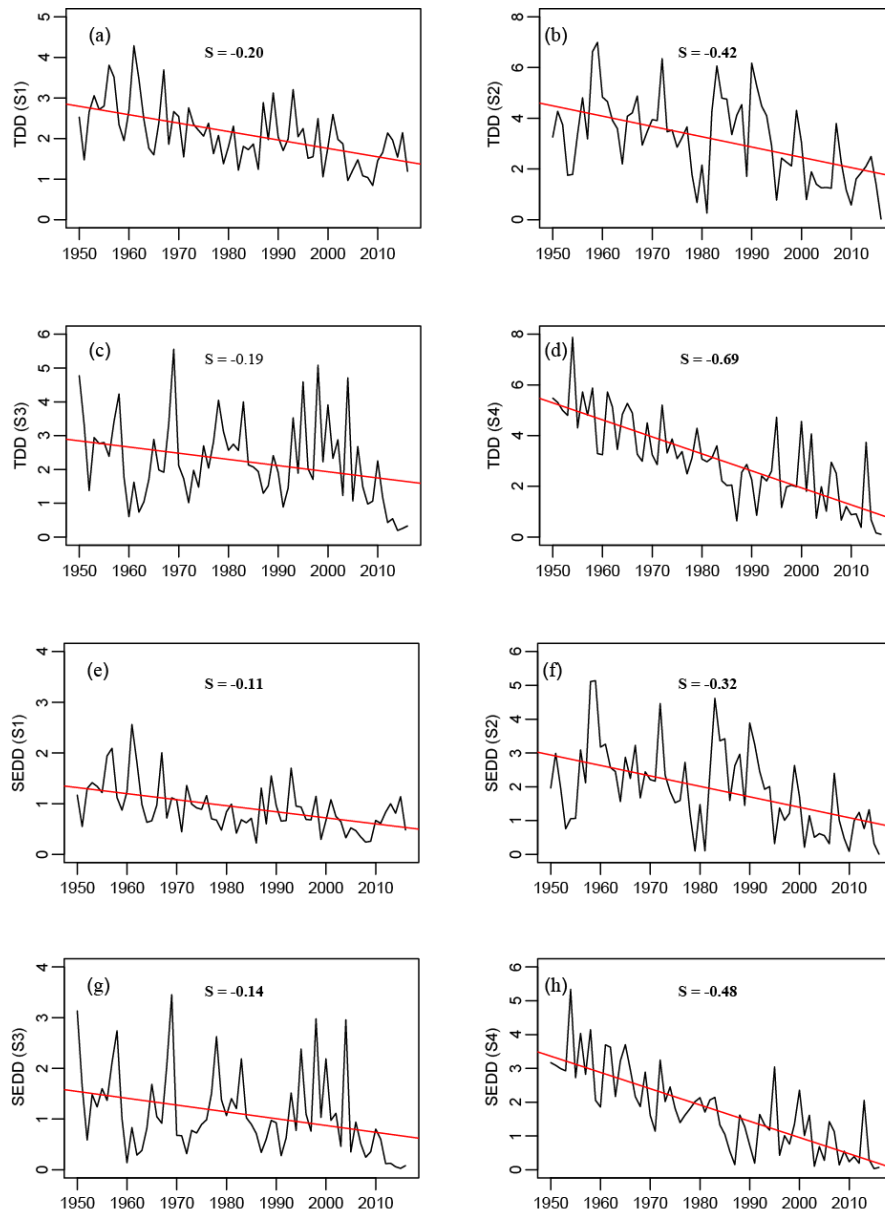 (a)
S = -0.20
TDD (S1)
0 1 2 3 4 5
1950 1960 1970 1980 1990 2000 2010
(b)
S = -0.42
TDD (S2)
0 2 4 6 8
1950 1960 1970 1980 1990 2000 2010
(c)
S = -0.19
TDD (S3)
0 1 2 3 4 5 6
1950 1960 1970 1980 1990 2000 2010
(d)
S = -0.69
TDD (S4)
0 2 4 6 8
1950 1960 1970 1980 1990 2000 2010
(e)
S = -0.11
SEDD (S1)
0 1 2 3 4
1950 1960 1970 1980 1990 2000 2010
(f)
S = -0.32
SEDD (S2)
0 1 2 3 4 5 6
1950 1960 1970 1980 1990 2000 2010
(g)
S = -0.14
SEDD (S3)
0 1 2 3 4
1950 1960 1970 1980 1990 2000 2010
(h)
S = -0.48
SEDD (S4)
0 1 2 3 4 5 6
1950 1960 1970 1980 1990 2000 2010